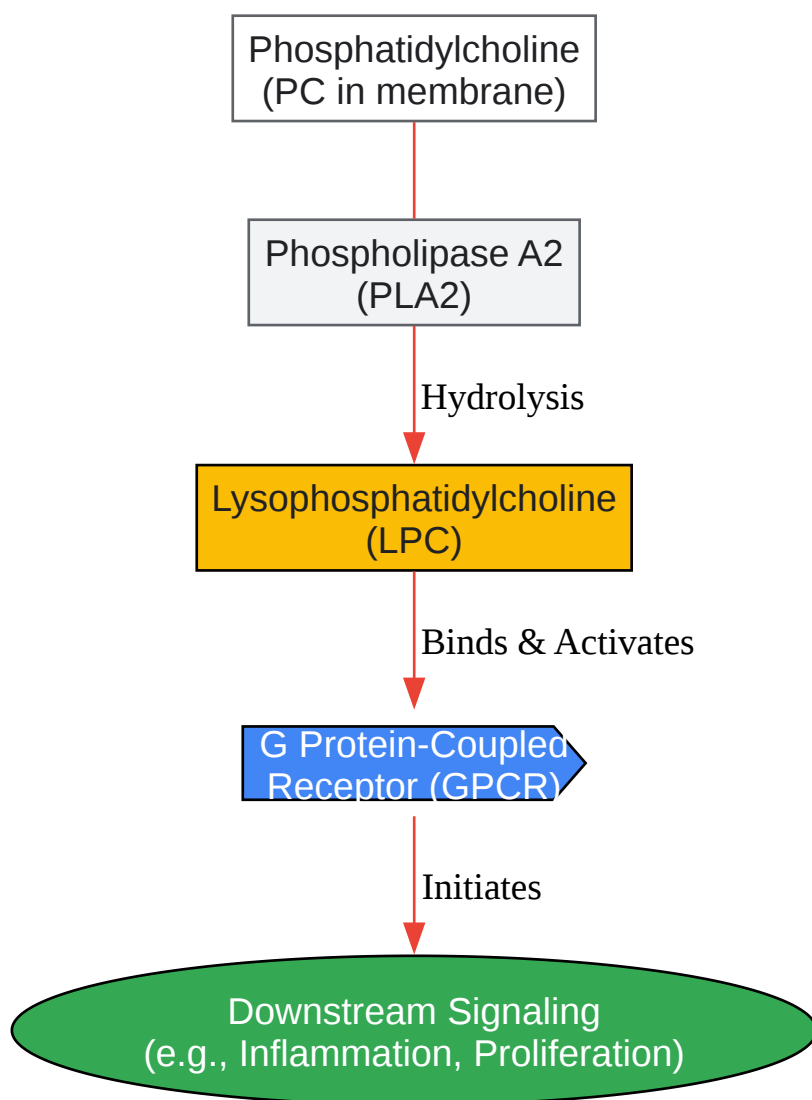 Phosphatidylcholine
(PC in membrane)
Phospholipase A2
(PLA2)
Hydrolysis
Lysophosphatidylcholine
(LPC)
Binds & Activates
G Protein-Coupled
Receptor (GPCR)
Initiates
Downstream Signaling
(e.g., Inflammation, Proliferation)